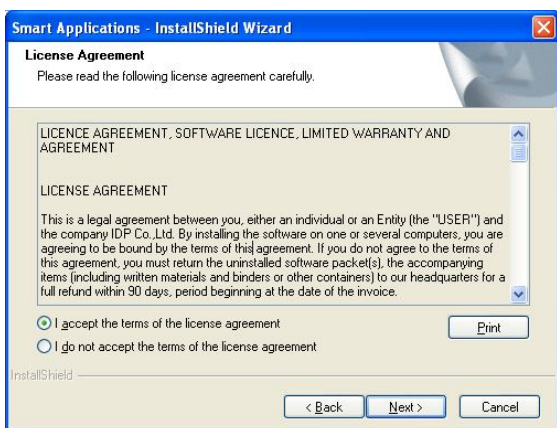 Smart Applications - InstallShield Wizard
License Agreement
Please read the following license agreement carefully.
LICENCE AGREEMENT, SOFTWARE LICENCE, LIMITED WARRANTY AND
AGREEMENT
LICENSE AGREEMENT
This is a legal agreement between you, either an individual or an Entity (the ''USER'') and
the company IDP Co.,Ltd. By installing the software on one or several computers, you are
agreeing to be bound by the terms of this agreement. If you do not agree to the terms of
this agreement, you must return the uninstalled software packet(s), the accompanying
items (including written materials and binders or other containers) to our headquarters for a
full refund within 90 days, period beginning at the date of the invoice.
I accept the terms of the license agreement
Print
I do not accept the terms of the license agreement
InstallShield
< Back
Next >
Cancel